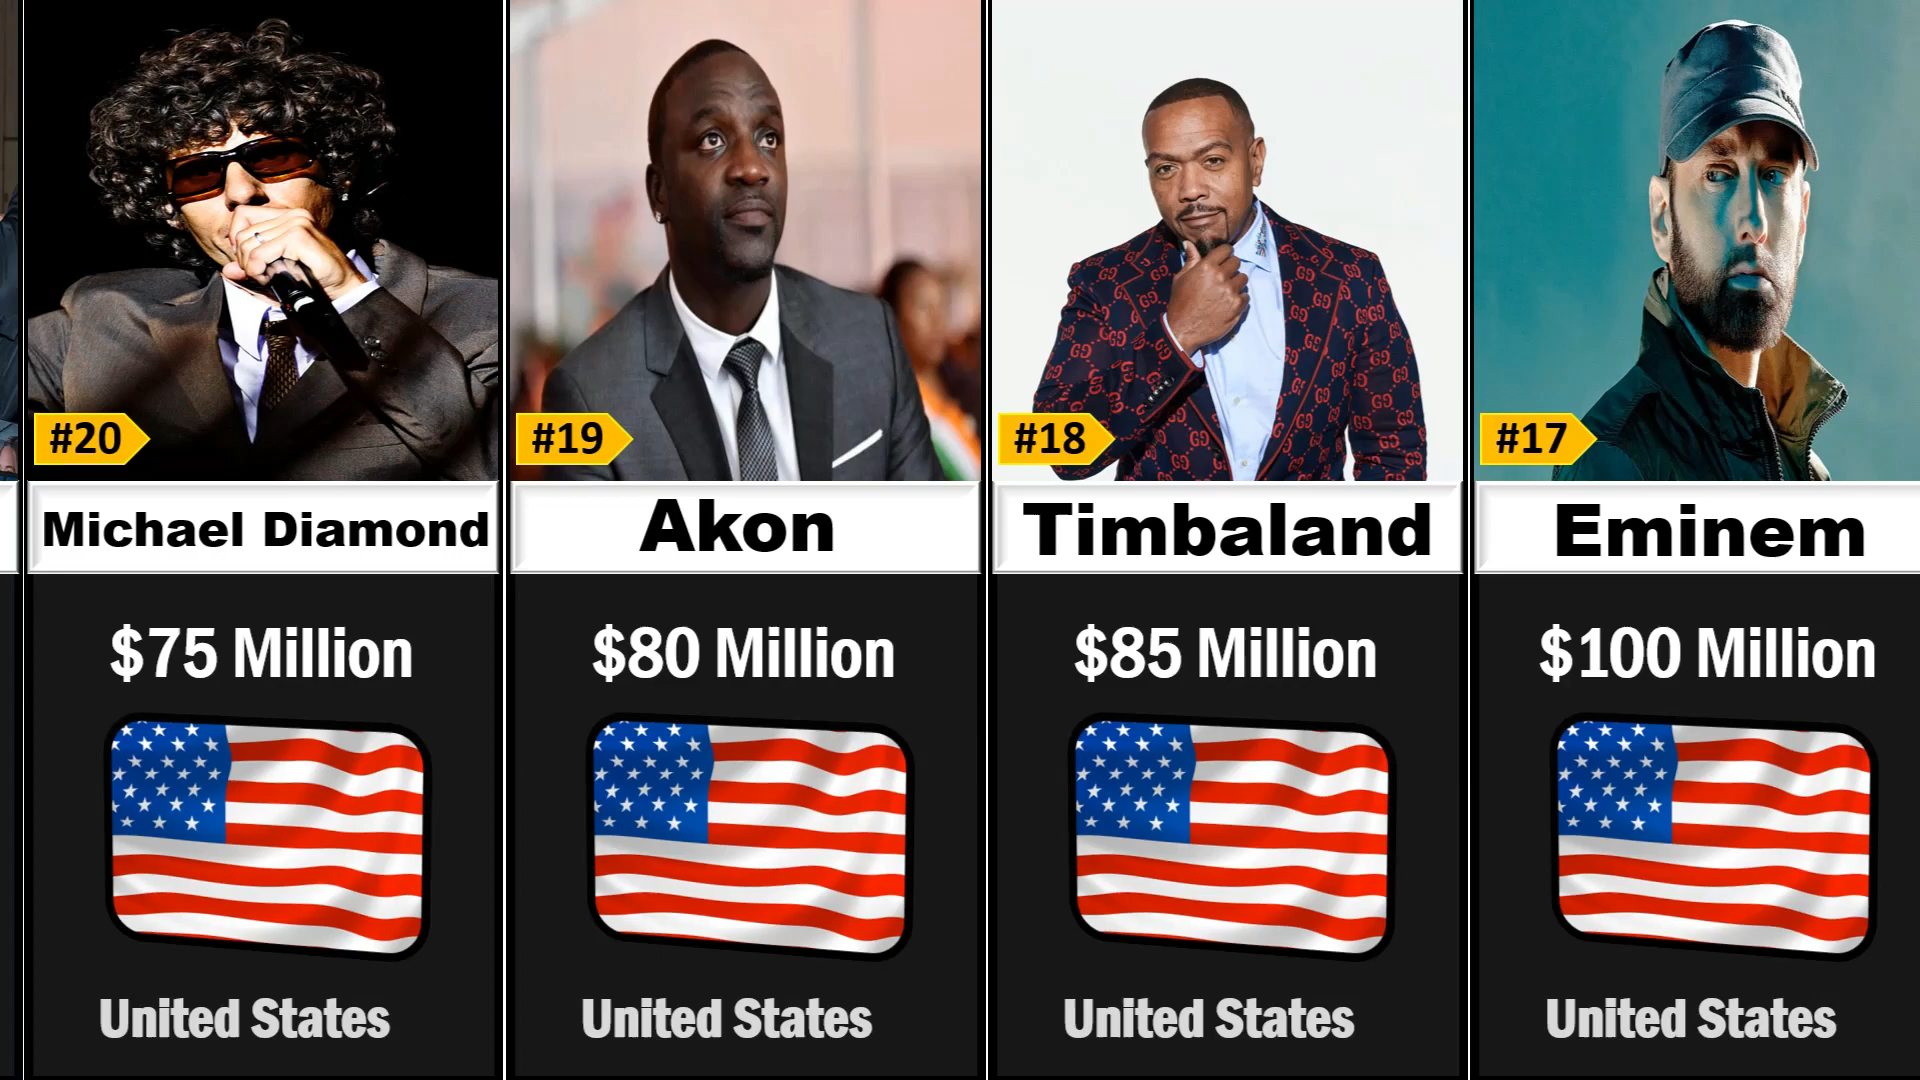 #20
Michael Diamond
$75 Million
United States
#19
Akon
$80 Million
United States
#18
Timbaland
$85 Million
United States
#17
Eminem
$100 Million
United States